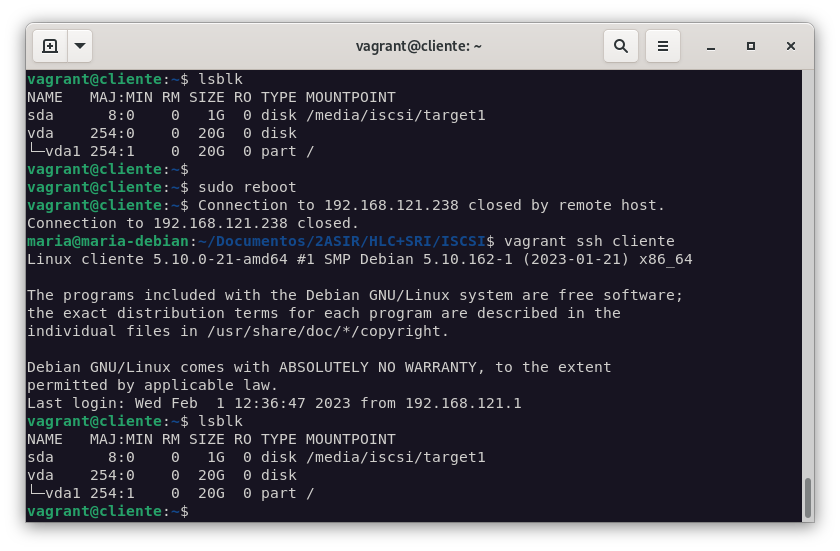 vagrant@cliente: ~
vagrant@cliente:~$ lsblk
NAME   MAJ:MIN RM SIZE RO TYPE MOUNTPOINT
sda      8:0    0   1G  0 disk /media/iscsi/target1
vda    254:0    0  20G  0 disk
└─vda1 254:1    0  20G  0 part /
vagrant@cliente:~$
vagrant@cliente:~$ sudo reboot
vagrant@cliente:~$ Connection to 192.168.121.238 closed by remote host.
Connection to 192.168.121.238 closed.
maria@maria-debian:~/Documentos/2ASIR/HLC+SRI/ISCSI$ vagrant ssh cliente
Linux cliente 5.10.0-21-amd64 #1 SMP Debian 5.10.162-1 (2023-01-21) x86_64

The programs included with the Debian GNU/Linux system are free software;
the exact distribution terms for each program are described in the
individual files in /usr/share/doc/*/copyright.

Debian GNU/Linux comes with ABSOLUTELY NO WARRANTY, to the extent
permitted by applicable law.
Last login: Wed Feb  1 12:36:47 2023 from 192.168.121.1
vagrant@cliente:~$ lsblk
NAME   MAJ:MIN RM SIZE RO TYPE MOUNTPOINT
sda      8:0    0   1G  0 disk /media/iscsi/target1
vda    254:0    0  20G  0 disk
└─vda1 254:1    0  20G  0 part /
vagrant@cliente:~$